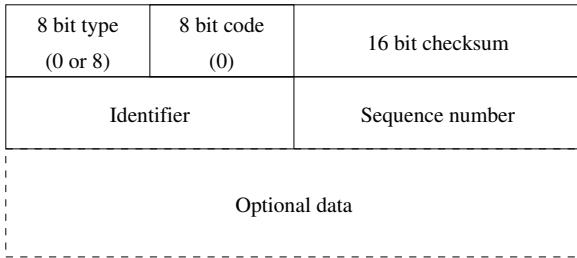 8 bit type
(0 or 8)
8 bit code
(0)
16 bit checksum
Identifier
Sequence number
Optional data